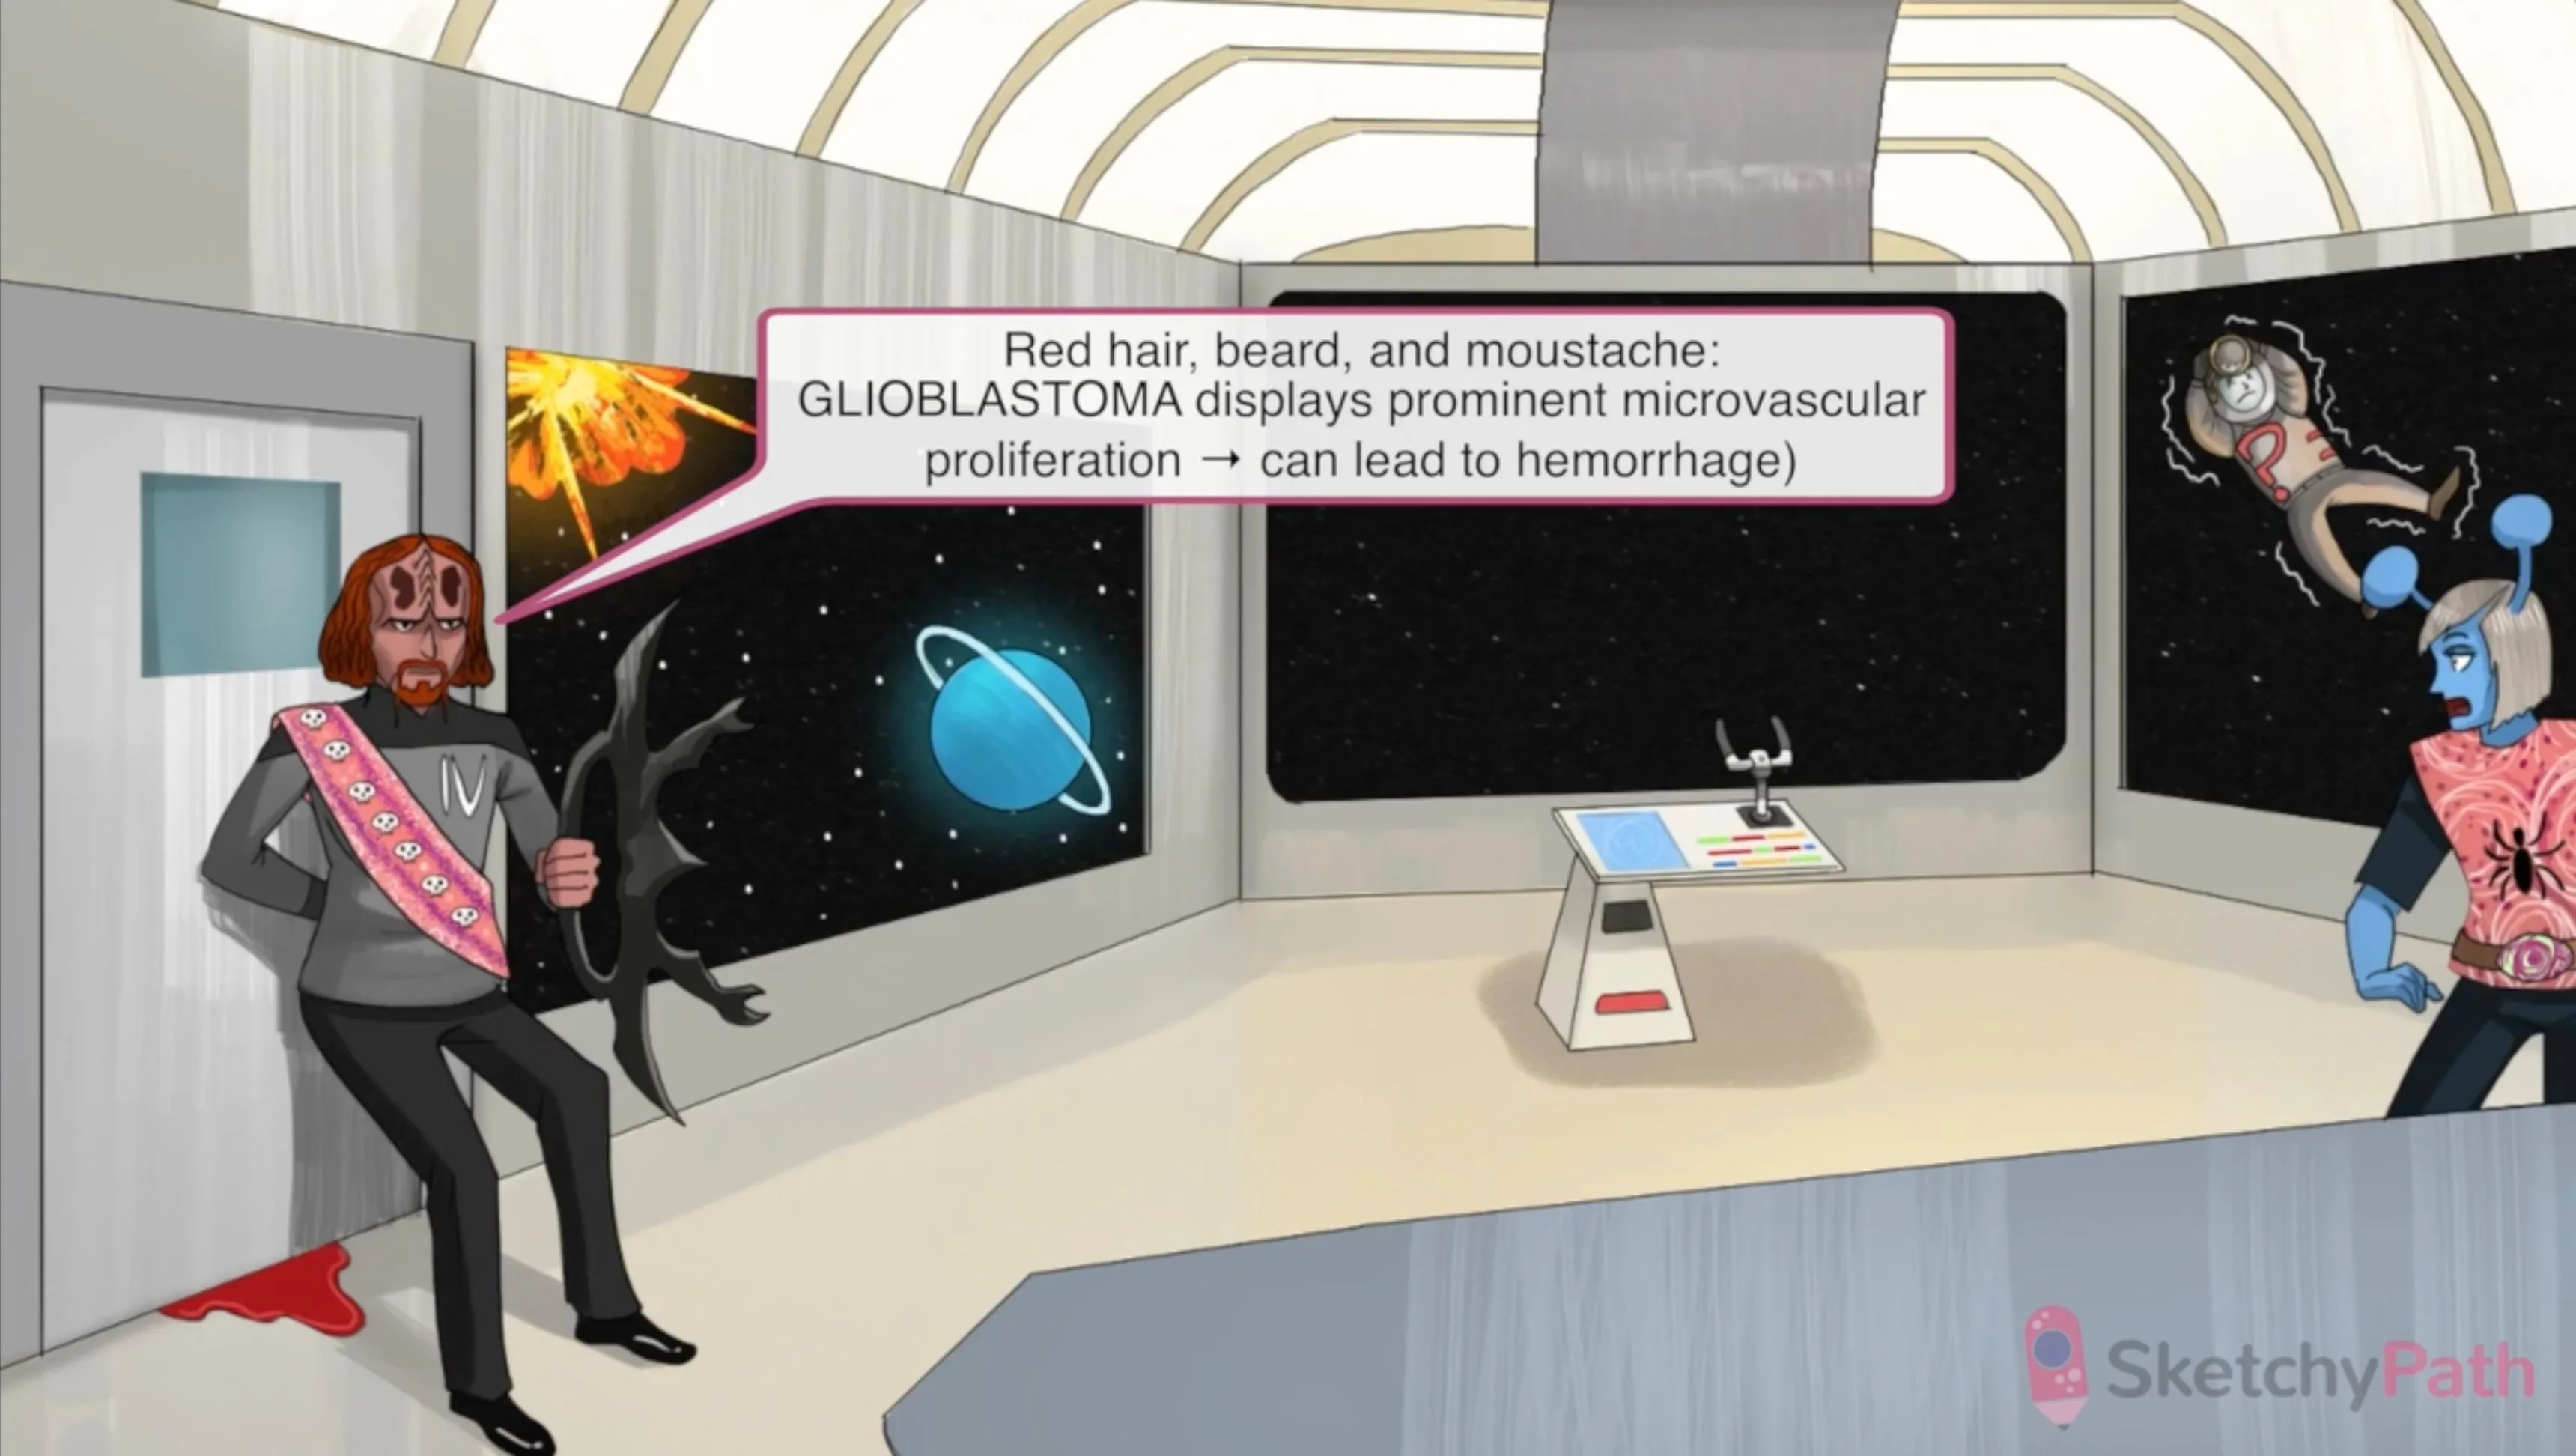 Red hair, beard, and moustache:
GLIOBLASTOMA displays prominent microvascular
proliferation → can lead to hemorrhage)
? =
IV
SketchyPath